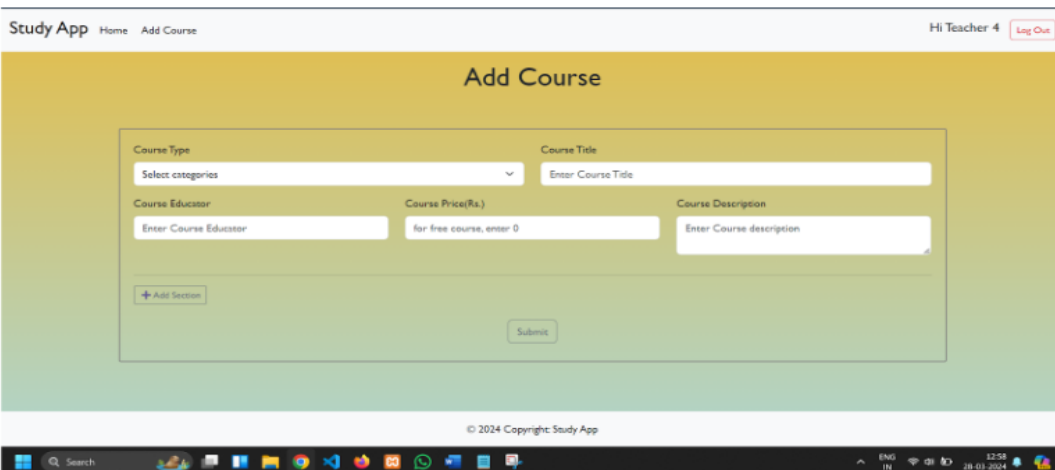 Study App Home Add Course Hi Teacher 4 Log Out
Add Course
Course Type Course Title
Select categories Enter Course Title
Course Educator Course Price(Rs.) Course Description
Enter Course Educator for free course, enter 0 Enter Course description
Add Section
Submit
© 2024 Copyright: Study App
Search ENG 12:58
IN 28-03-2024